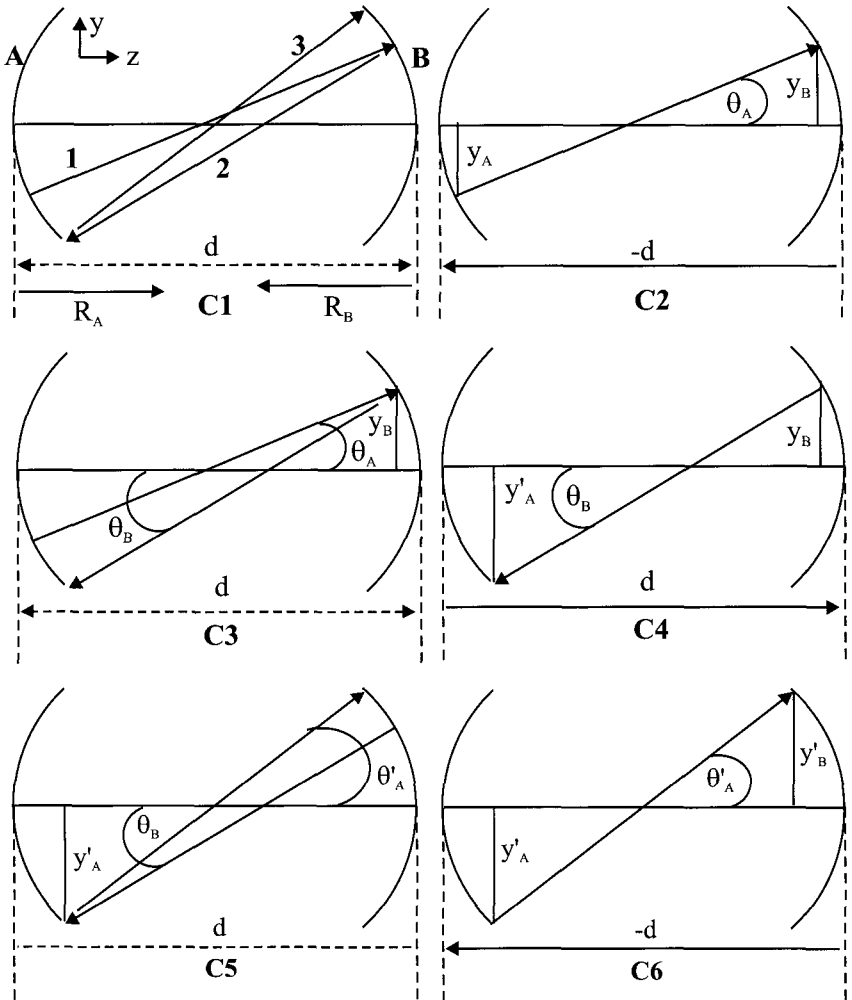 A y z 3 B
1 2
d
R_A C1 R_B
θ_A y_B
y_A
-d
C2
y_B θ_A
θ_B
d
C3
y_B
y'_A θ_B
d
C4
θ'_A
θ_B
y'_A
d
C5
y'_B
θ'_A
y'_A
-d
C6